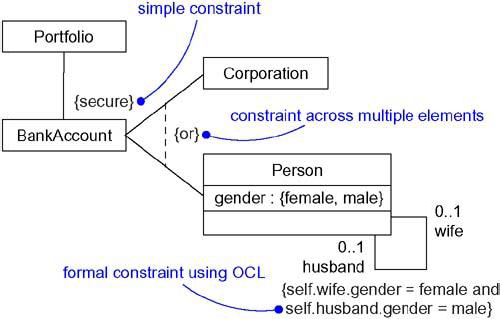 simple constraint
Portfolio
Corporation
{secure}
constraint across multiple elements
BankAccount
{or}
Person
gender : {female, male}
0..1
wife
0..1
husband
formal constraint using OCL
{self.wife.gender = female and
self.husband.gender = male}